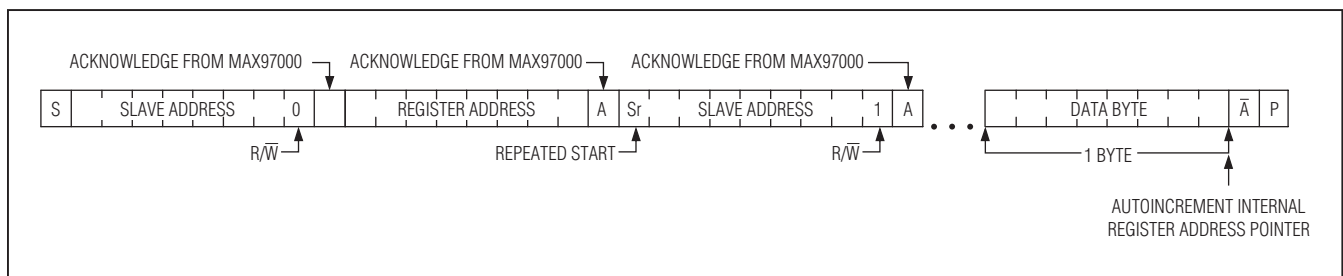 ACKNOWLEDGE FROM MAX97000 ACKNOWLEDGE FROM MAX97000 ACKNOWLEDGE FROM MAX97000
S SLAVE ADDRESS 0 REGISTER ADDRESS A Sr SLAVE ADDRESS 1 A ... DATA BYTE A̅ P
R/W̅ REPEATED START R/W̅ 1 BYTE
AUTOINCREMENT INTERNAL
REGISTER ADDRESS POINTER